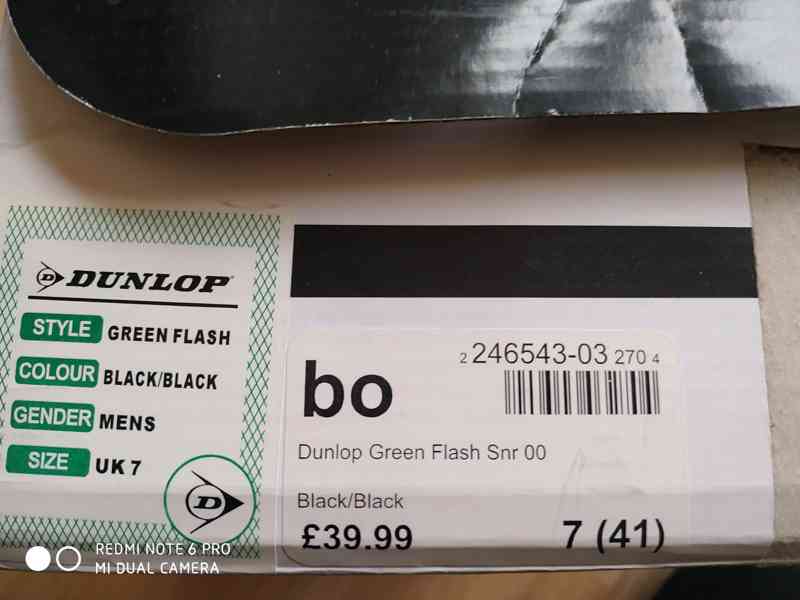 DUNLOP
STYLE GREEN FLASH
COLOUR BLACK/BLACK
GENDER MENS
SIZE UK 7
D
bo
2 246543-03 270 4
Dunlop Green Flash Snr 00
Black/Black
£39.99 7 (41)
REDMI NOTE 6 PRO
MI DUAL CAMERA